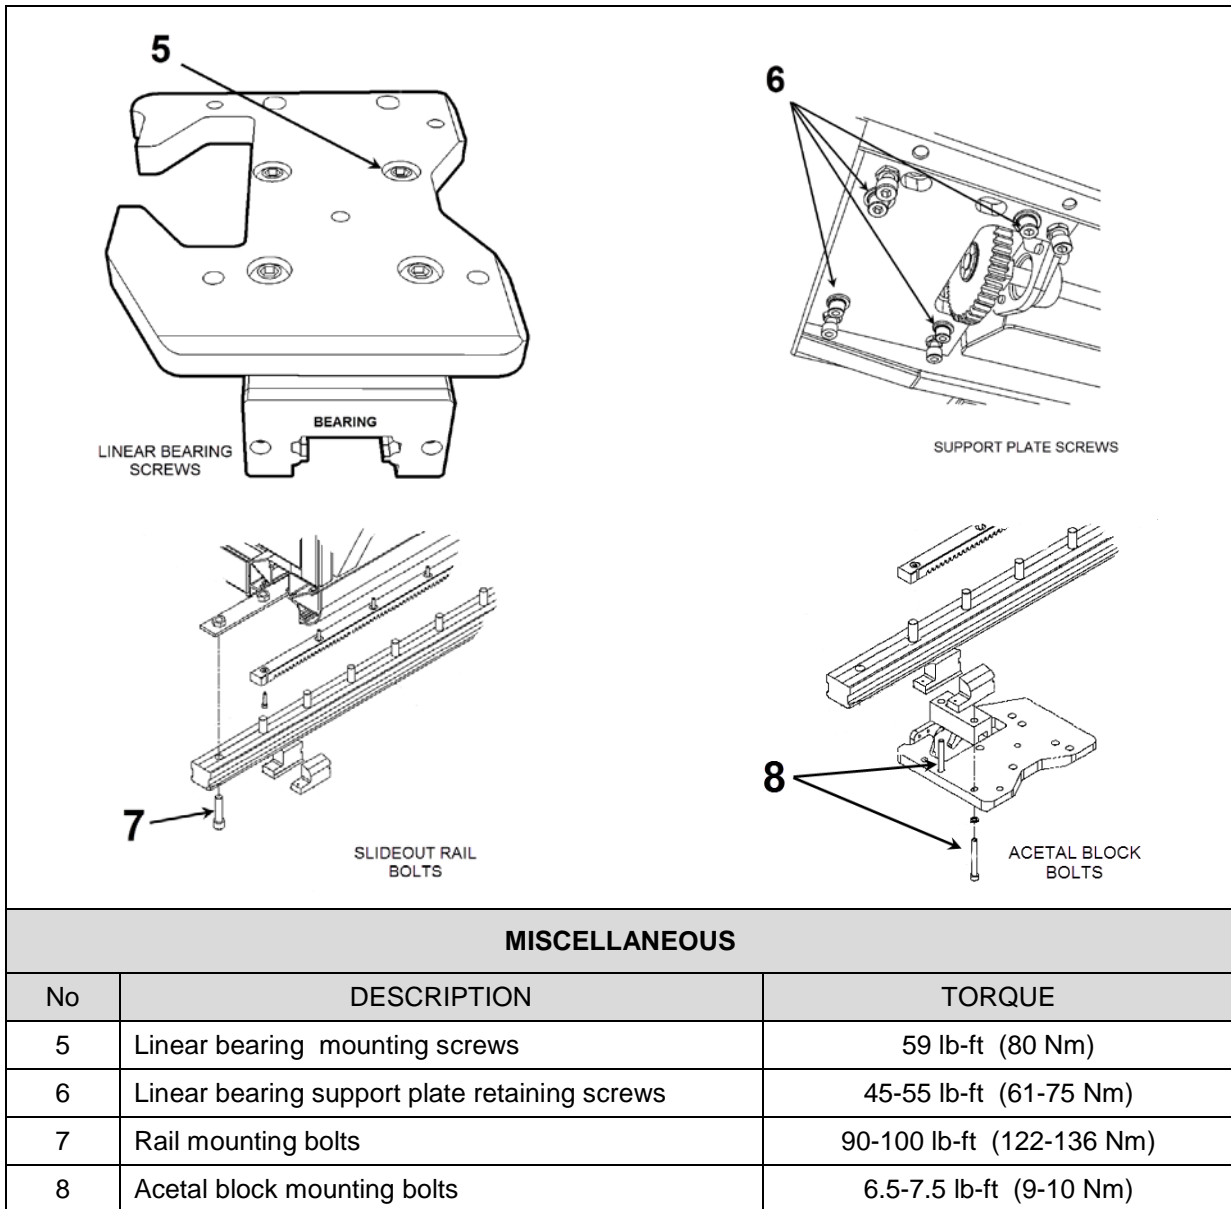 5
6
BEARING
LINEAR BEARING
SCREWS
SUPPORT PLATE SCREWS
7
SLIDEOUT RAIL
BOLTS
8
ACETAL BLOCK
BOLTS
MISCELLANEOUS
No DESCRIPTION TORQUE
5 Linear bearing mounting screws 59 lb-ft (80 Nm)
6 Linear bearing support plate retaining screws 45-55 lb-ft (61-75 Nm)
7 Rail mounting bolts 90-100 lb-ft (122-136 Nm)
8 Acetal block mounting bolts 6.5-7.5 lb-ft (9-10 Nm)